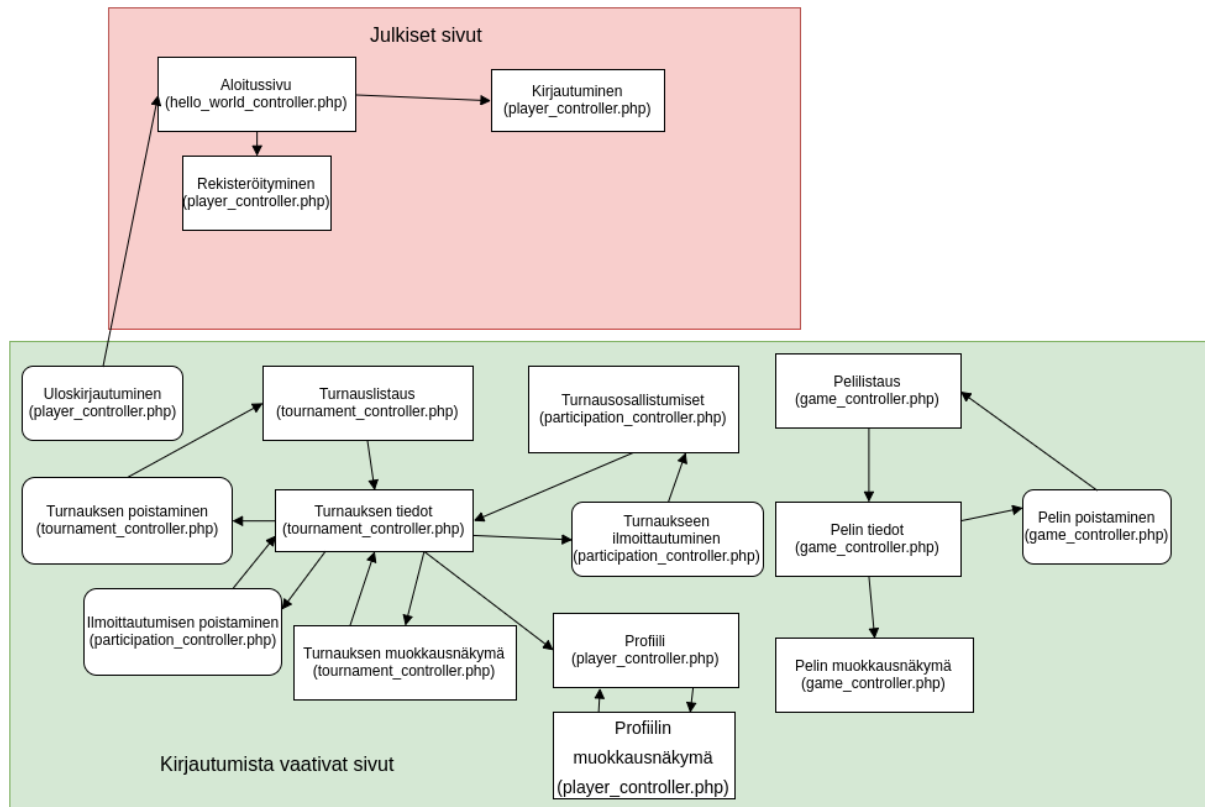 Julkiset sivut
Aloitussivu
(hello_world_controller.php)
Kirjautuminen
(player_controller.php)
Rekisteröityminen
(player_controller.php)
Uloskirjautuminen
(player_controller.php)
Turnauslistaus
(tournament_controller.php)
Turnausosallistumiset
(participation_controller.php)
Pelilistaus
(game_controller.php)
Turnauksen poistaminen
(tournament_controller.php)
Turnauksen tiedot
(tournament_controller.php)
Turnaukseen
ilmoittautuminen
(participation_controller.php)
Pelin tiedot
(game_controller.php)
Pelin poistaminen
(game_controller.php)
Ilmoittautumisen poistaminen
(participation_controller.php)
Turnauksen muokkausnäkymä
(tournament_controller.php)
Profiili
(player_controller.php)
Pelin muokkausnäkymä
(game_controller.php)
Profiilin
muokkausnäkymä
(player_controller.php)
Kirjautumista vaativat sivut